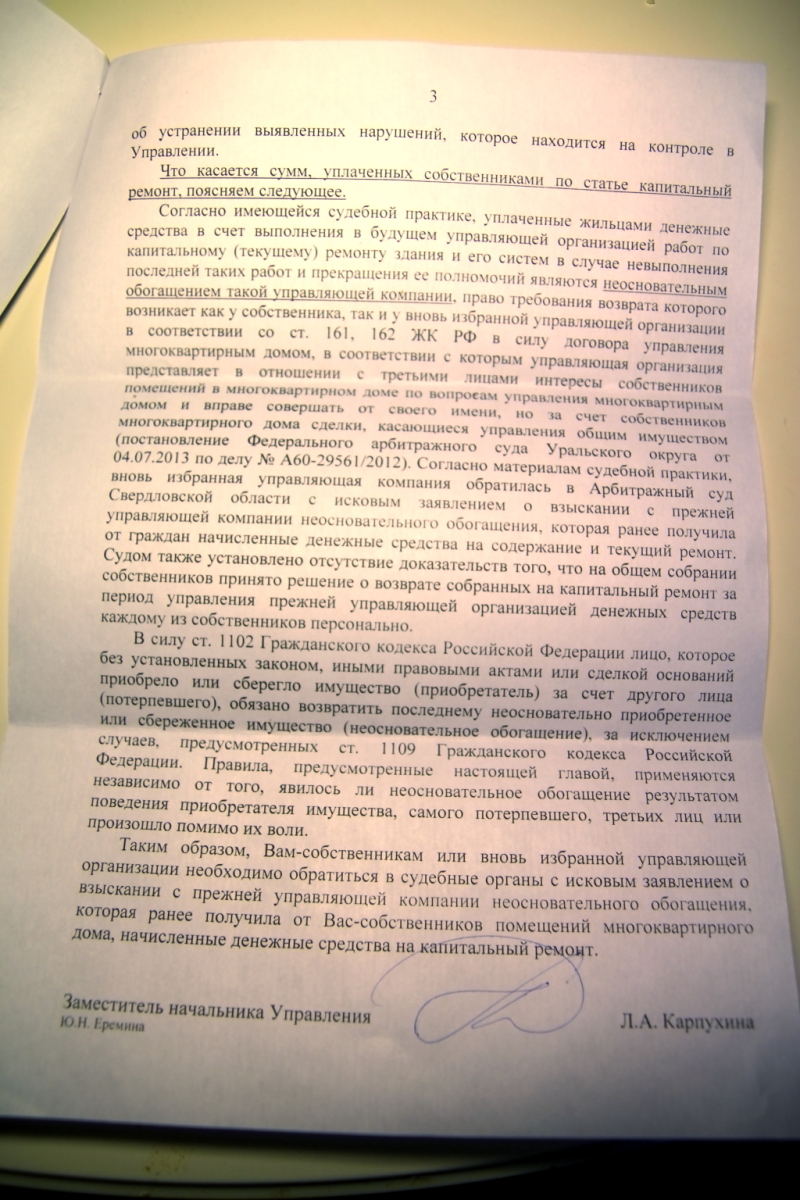 3
об устранении выявленных нарушений, которое находится на контроле в
Управлении.
Что касается сумм, уплаченных собственниками по статье капитальный
ремонт, поясняем следующее.
Согласно имеющейся судебной практике, уплаченные жильцами денежные
средства в счет выполнения в будущем управляющей организацией работ по
капитальному (текущему) ремонту здания и его систем в случае невыполнения
последней таких работ и прекращения ее полномочий являются неосновательным
обогащением такой управляющей компании, право требования возврата которого
возникает как у собственника, так и у вновь избранной управляющей организации
в соответствии со ст. 161, 162 ЖК РФ в силу договора управления
многоквартирным домом, в соответствии с которым управляющая организация
представляет в отношении с третьими лицами интересы собственников
помещений в многоквартирном доме по вопросам управления многоквартирным
домом и вправе совершать от своего имени, но за счет собственников
многоквартирного дома сделки, касающиеся управления общим имуществом
(постановление Федерального арбитражного суда Уральского округа от
04.07.2013 по делу № А60-29561/2012). Согласно материалам судебной практики,
вновь избранная управляющая компания обратилась в Арбитражный суд
Свердловской области с исковым заявлением о взыскании с прежней
управляющей компании неосновательного обогащения, которая ранее получила
от граждан начисленные денежные средства на содержание и текущий ремонт.
Судом также установлено отсутствие доказательств того, что на общем собрании
собственников принято решение о возврате собранных на капитальный ремонт за
период управления прежней управляющей организацией денежных средств
каждому из собственников персонально.
В силу ст. 1102 Гражданского кодекса Российской Федерации лицо, которое
без установленных законом, иными правовыми актами или сделкой оснований
приобрело или сберегло имущество (приобретатель) за счет другого лица
(потерпевшего), обязано возвратить последнему неосновательно приобретенное
или сбереженное имущество (неосновательное обогащение), за исключением
случаев, предусмотренных ст. 1109 Гражданского кодекса Российской
Федерации. Правила, предусмотренные настоящей главой, применяются
независимо от того, явилось ли неосновательное обогащение результатом
поведения приобретателя имущества, самого потерпевшего, третьих лиц или
произошло помимо их воли.
Таким образом, Вам-собственникам или вновь избранной управляющей
организации необходимо обратиться в судебные органы с исковым заявлением о
взыскании с прежней управляющей компании неосновательного обогащения,
которая ранее получила от Вас-собственников помещений многоквартирного
дома, начисленные денежные средства на капитальный ремонт.
Заместитель начальника Управления Л.А. Карпухина
Ю.Н. Еремина